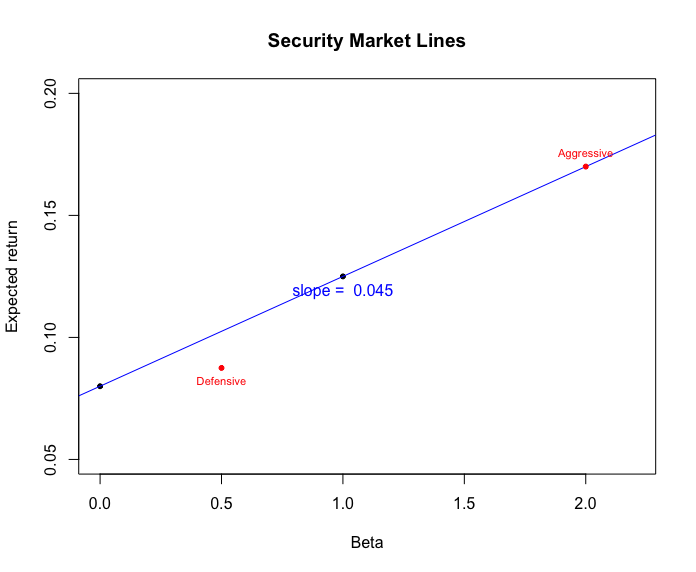 Security Market Lines
Expected return
0.20
0.15
0.10
0.05
Aggressive
slope =  0.045
Defensive
0.0
0.5
1.0
1.5
2.0
Beta